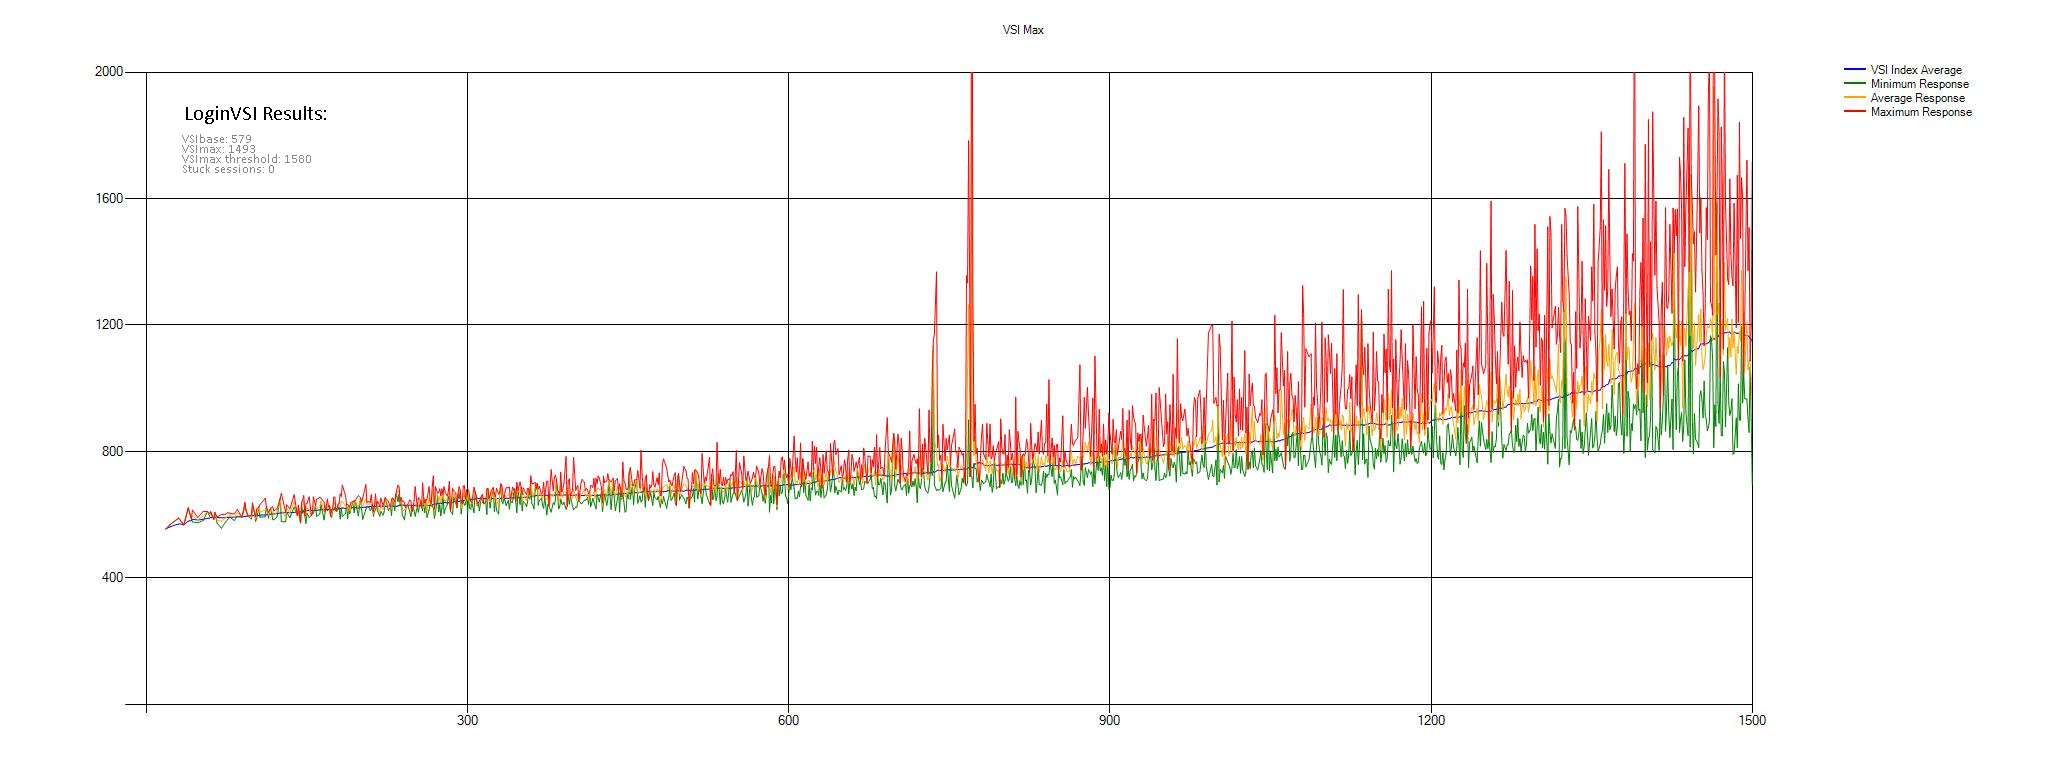 VSI Max
2000
1600
1200
800
400
LoginVSI Results:
VSIbase: 579
VSImax: 1493
VSImax threshold: 1580
Stuck sessions: 0
VSI Index Average
Minimum Response
Average Response
Maximum Response
300
600
900
1200
1500